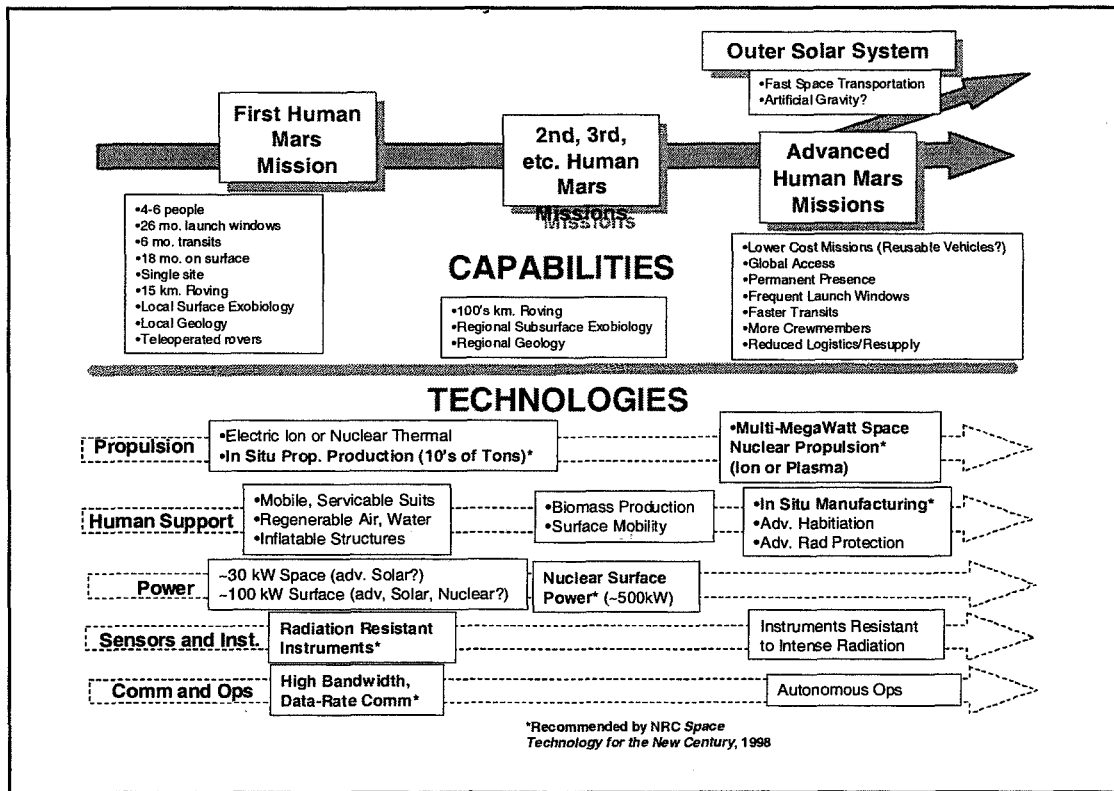 Outer Solar System
•Fast Space Transportation
•Artificial Gravity?
First Human
Mars
Mission
2nd, 3rd,
etc. Human
Mars
Missions
Advanced
Human Mars
Missions
•4-6 people
•26 mo. launch windows
•6 mo. transits
•18 mo. on surface
•Single site
•15 km. Roving
•Local Surface Exobiology
•Local Geology
•Teleoperated rovers
CAPABILITIES
•100's km. Roving
•Regional Subsurface Exobiology
•Regional Geology
•Lower Cost Missions (Reusable Vehicles?)
•Global Access
•Permanent Presence
•Frequent Launch Windows
•Faster Transits
•More Crewmembers
•Reduced Logistics/Resupply
TECHNOLOGIES
Propulsion
•Electric Ion or Nuclear Thermal
•In Situ Prop. Production (10's of Tons)*
•Multi-MegaWatt Space
Nuclear Propulsion*
(Ion or Plasma)
Human Support
•Mobile, Servicable Suits
•Regenerable Air, Water
•Inflatable Structures
•Biomass Production
•Surface Mobility
•In Situ Manufacturing*
•Adv. Habitiation
•Adv. Rad Protection
Power
~30 kW Space (adv. Solar?)
~100 kW Surface (adv, Solar, Nuclear?)
Nuclear Surface
Power* (~500kW)
Sensors and Inst.
Radiation Resistant
Instruments*
Instruments Resistant
to Intense Radiation
Comm and Ops
High Bandwidth,
Data-Rate Comm*
Autonomous Ops
*Recommended by NRC Space
Technology for the New Century, 1998